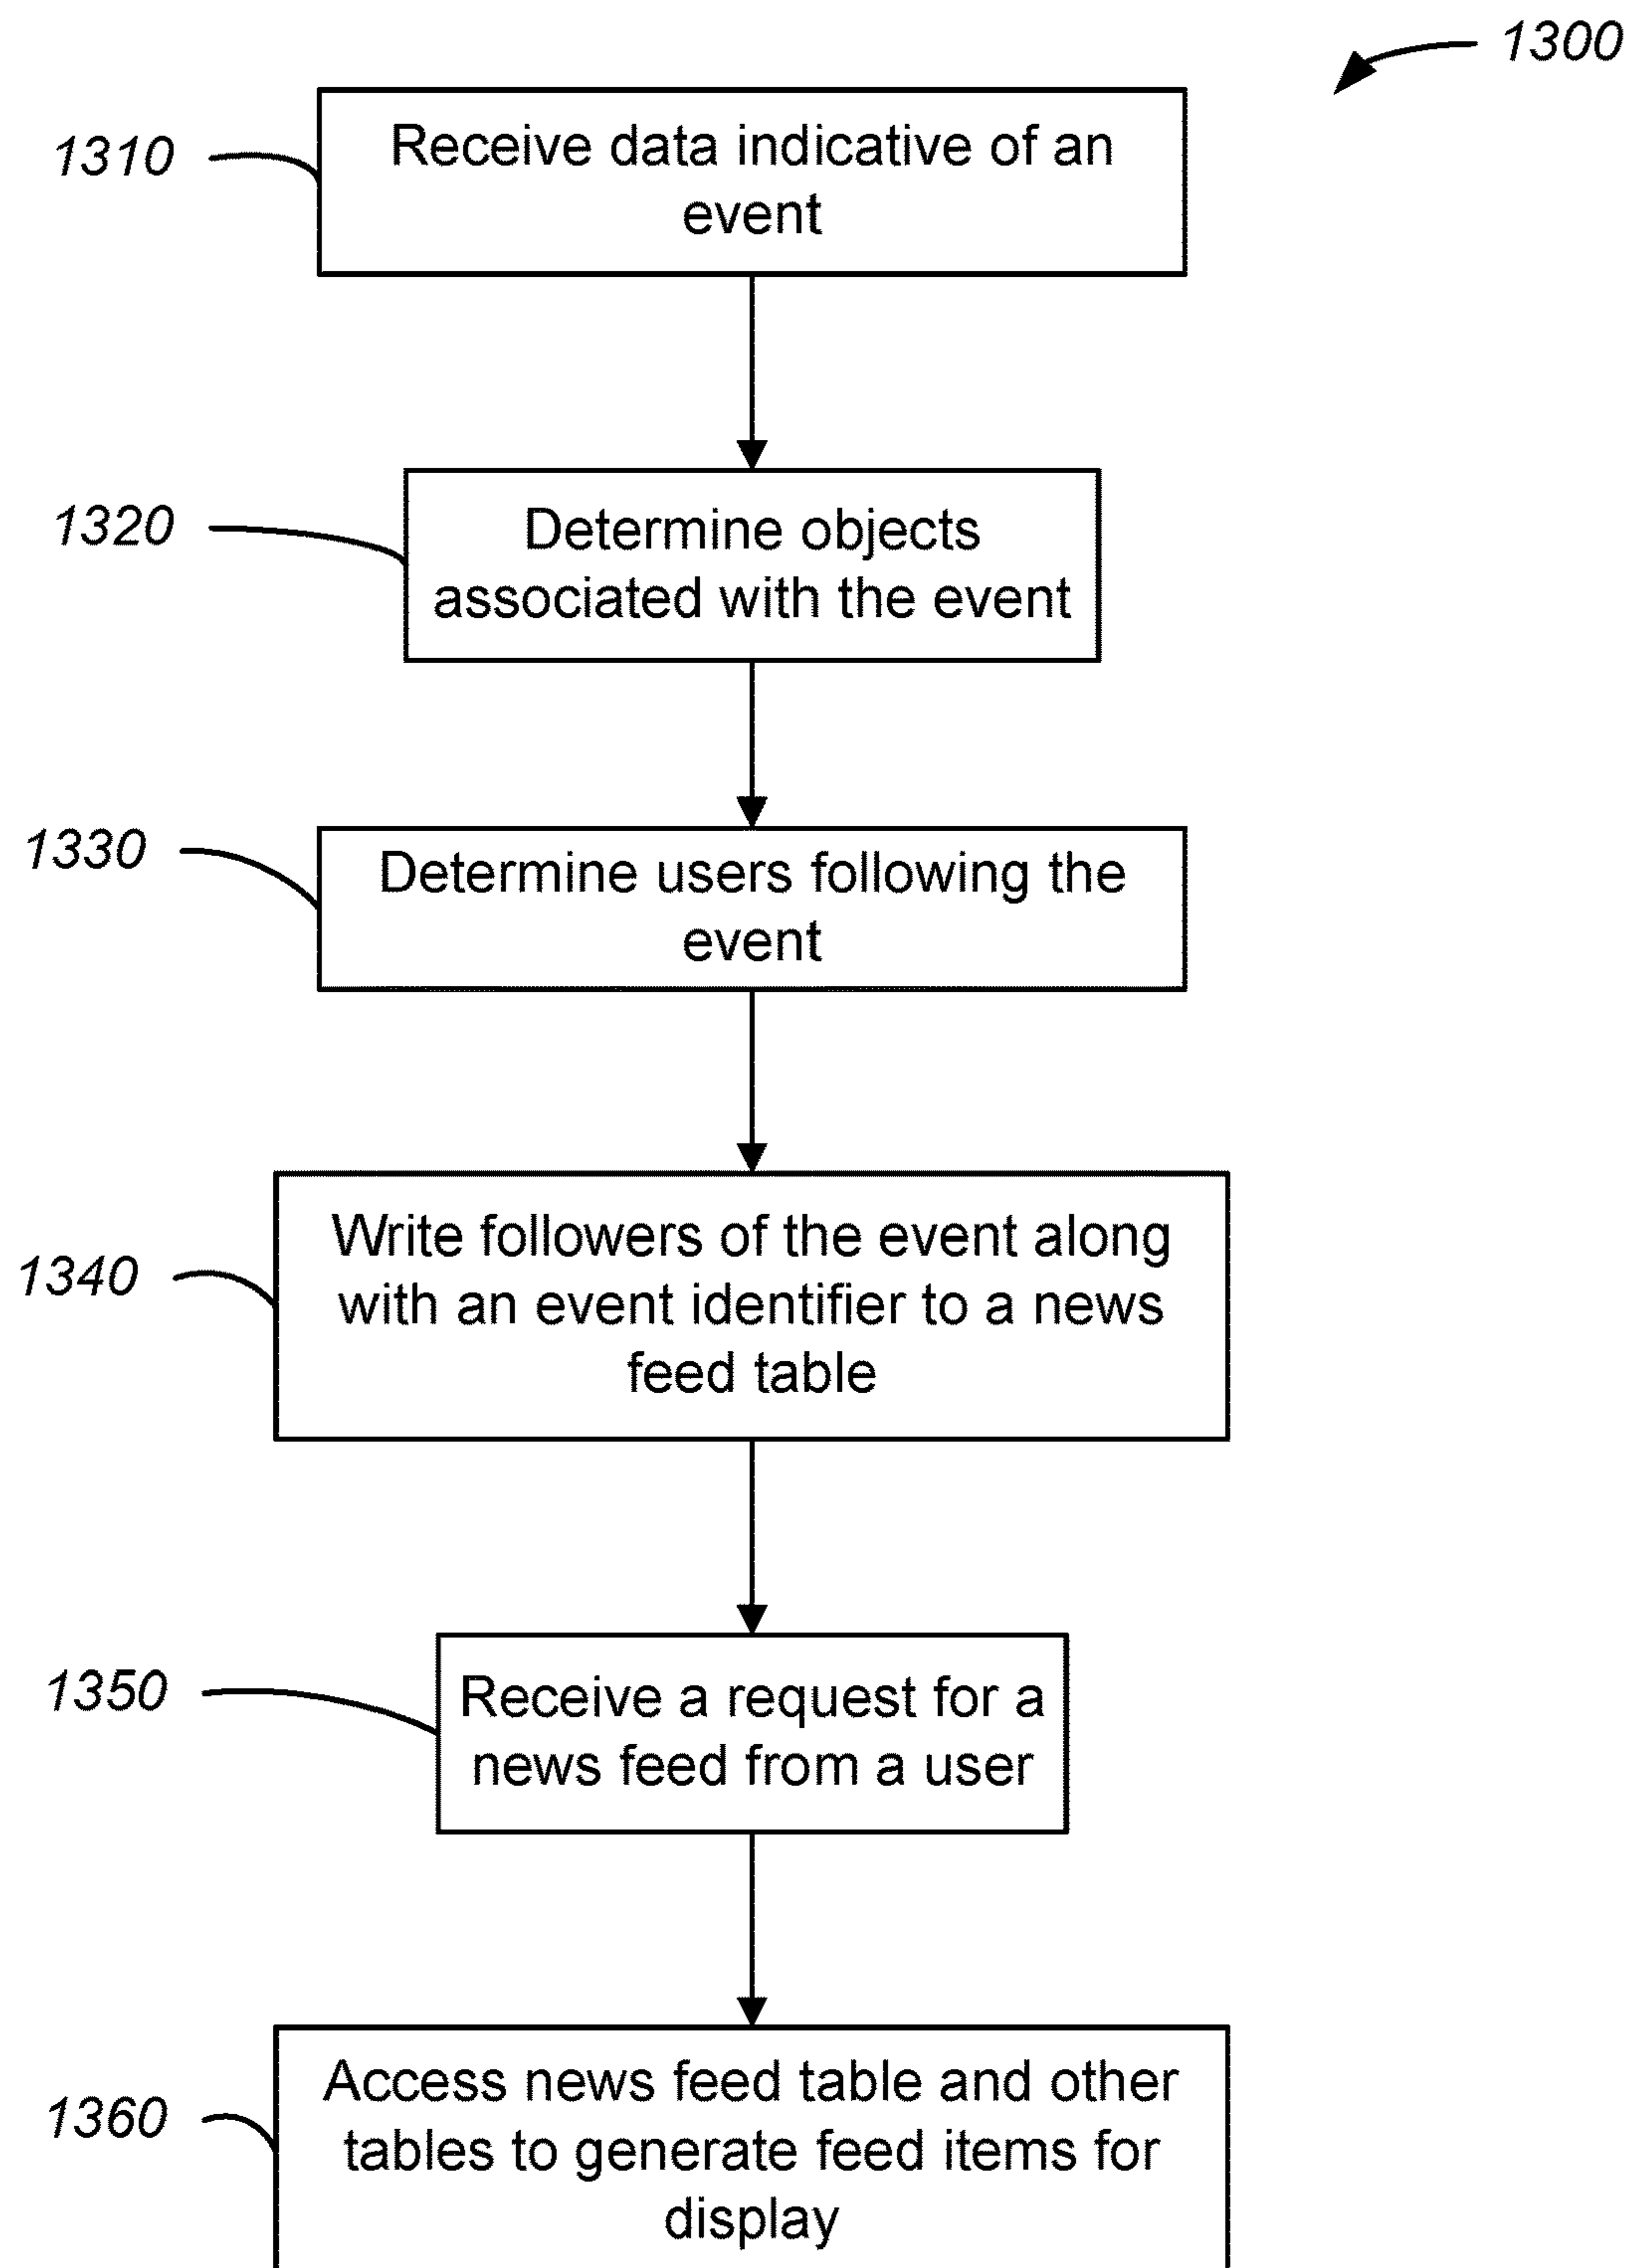 1300
1310
Receive data indicative of an
event
1320
Determine objects
associated with the event
1330
Determine users following the
event
1340
Write followers of the event along
with an event identifier to a news
feed table
1350
Receive a request for a
news feed from a user
1360
Access news feed table and other
tables to generate feed items for
display